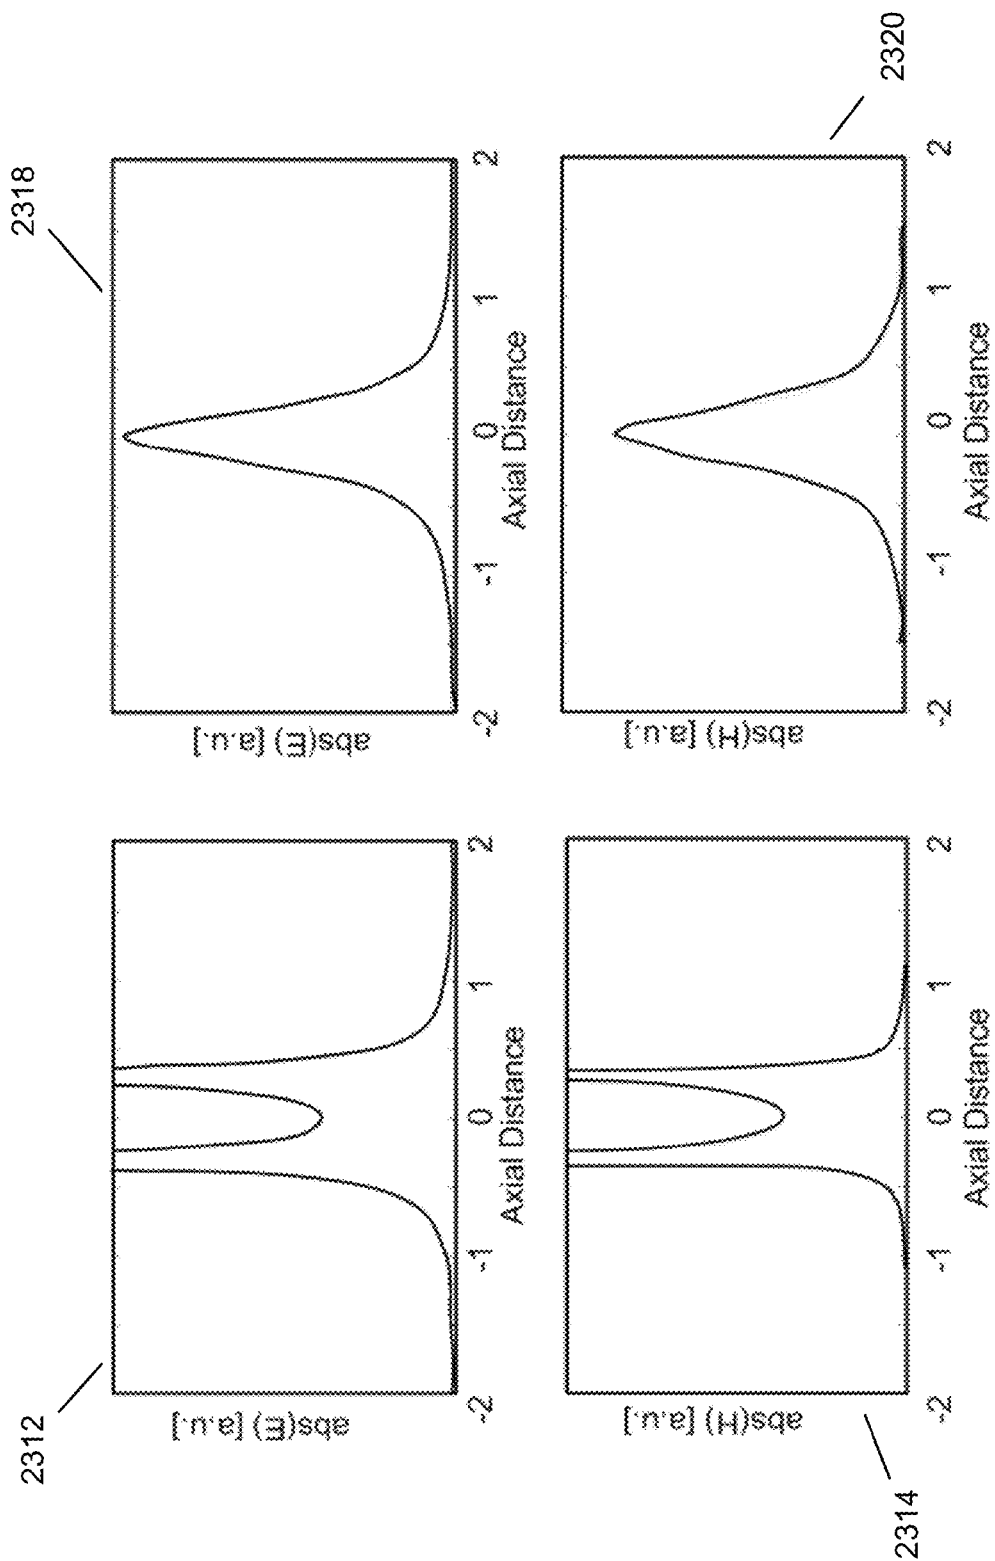 2312
abs(E) [a.u.]
-2 -1 0 1 2
Axial Distance
2318
abs(E) [a.u.]
-2 -1 0 1 2
Axial Distance
2314
abs(H) [a.u.]
-2 -1 0 1 2
Axial Distance
2320
abs(H) [a.u.]
-2 -1 0 1 2
Axial Distance